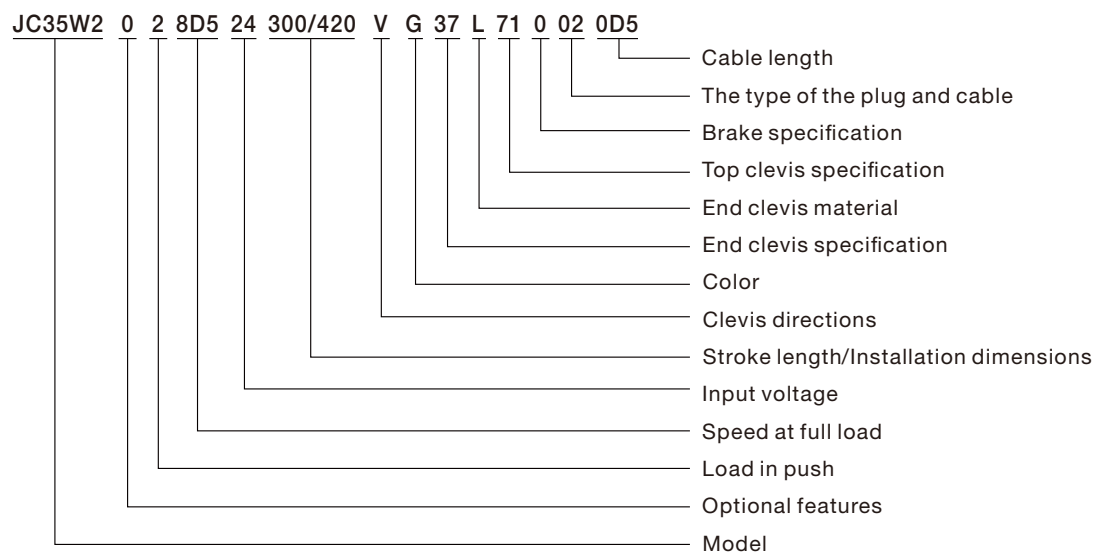 JC35W2 0 2 8D5 24 300/420 V G 37 L 71 0 02 0D5
Cable length
The type of the plug and cable
Brake specification
Top clevis specification
End clevis material
End clevis specification
Color
Clevis directions
Stroke length/Installation dimensions
Input voltage
Speed at full load
Load in push
Optional features
Model